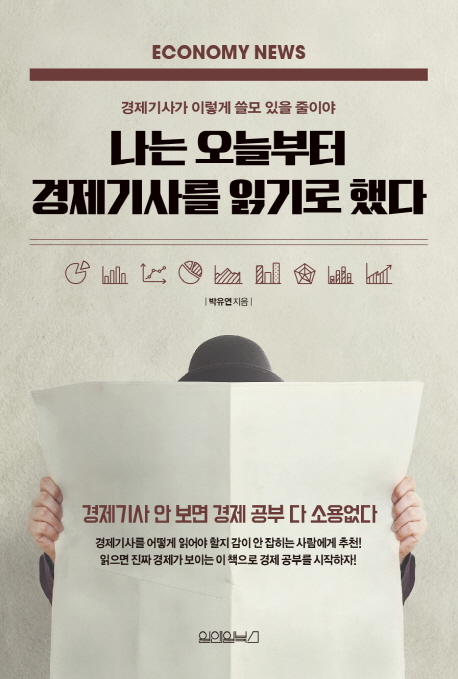 ECONOMY NEWS
경제기사가 이렇게 쓸모 있을 줄이야
나는 오늘부터
경제기사를 읽기로 했다
| 박유연 지음 |
경제기사 안 보면 경제 공부 다 소용없다
경제기사를 어떻게 읽어야 할지 감이 안 잡히는 사람에게 추천!
읽으면 진짜 경제가 보이는 이 책으로 경제 공부를 시작하자!